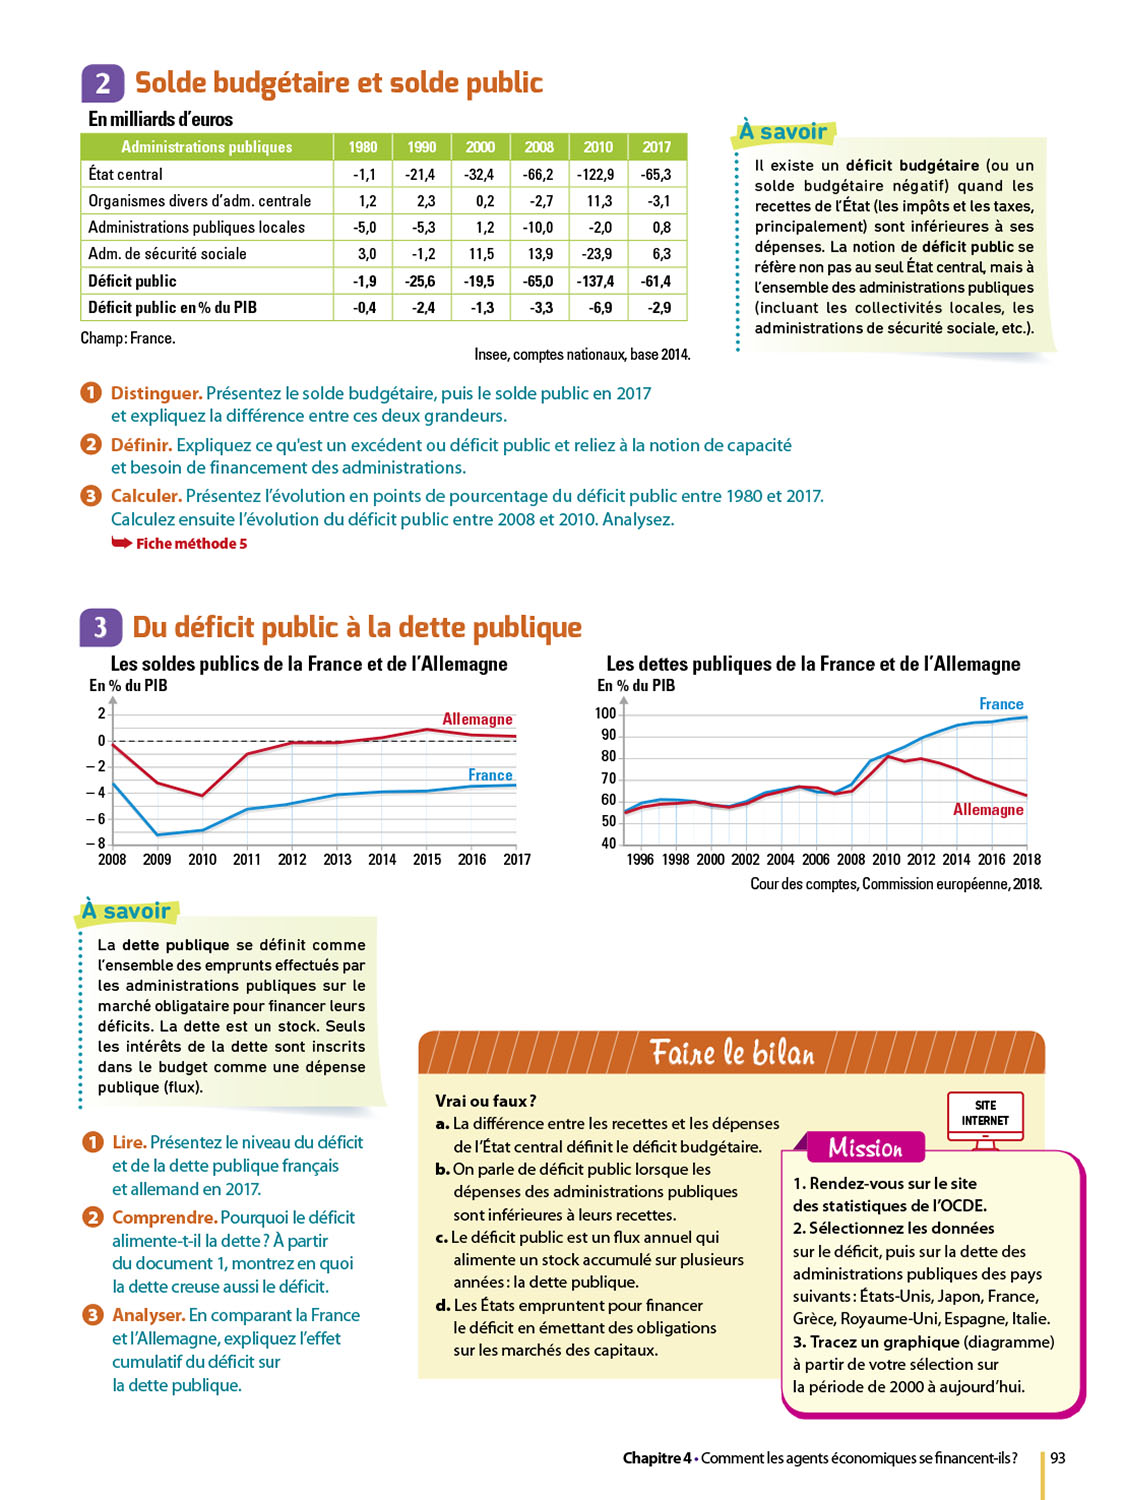 2 Solde budgétaire et solde public
En milliards d'euros
Administrations publiques 1980 1990 2000 2008 2010 2017
État central -1,1 -21,4 -32,4 -66,2 -122,9 -65,3
Organismes divers d'adm. centrale 1,2 2,3 0,2 -2,7 11,3 -3,1
Administrations publiques locales -5,0 -5,3 1,2 -10,0 -2,0 0,8
Adm. de sécurité sociale 3,0 -1,2 11,5 13,9 -23,9 6,3
Déficit public -1,9 -25,6 -19,5 -65,0 -137,4 -61,4
Déficit public en % du PIB -0,4 -2,4 -1,3 -3,3 -6,9 -2,9
Champ : France.
Insee, comptes nationaux, base 2014.
À savoir
Il existe un déficit budgétaire (ou un
solde budgétaire négatif) quand les
recettes de l'État (les impôts et les taxes,
principalement) sont inférieures à ses
dépenses. La notion de déficit public se
réfère non pas au seul État central, mais à
l'ensemble des administrations publiques
(incluant les collectivités locales, les
administrations de sécurité sociale, etc.).
1 Distinguer. Présentez le solde budgétaire, puis le solde public en 2017
et expliquez la différence entre ces deux grandeurs.
2 Définir. Expliquez ce qu'est un excédent ou déficit public et reliez à la notion de capacité
et besoin de financement des administrations.
3 Calculer. Présentez l'évolution en points de pourcentage du déficit public entre 1980 et 2017.
Calculez ensuite l'évolution du déficit public entre 2008 et 2010. Analysez.
Fiche méthode 5
3 Du déficit public à la dette publique
Les soldes publics de la France et de l'Allemagne
En % du PIB
2
0
– 2
– 4
– 6
– 8
Allemagne
France
2008 2009 2010 2011 2012 2013 2014 2015 2016 2017
Les dettes publiques de la France et de l'Allemagne
En % du PIB
100
90
80
70
60
50
40
France
Allemagne
1996 1998 2000 2002 2004 2006 2008 2010 2012 2014 2016 2018
Cour des comptes, Commission européenne, 2018.
À savoir
La dette publique se définit comme
l'ensemble des emprunts effectués par
les administrations publiques sur le
marché obligataire pour financer leurs
déficits. La dette est un stock. Seuls
les intérêts de la dette sont inscrits
dans le budget comme une dépense
publique (flux).
1 Lire. Présentez le niveau du déficit
et de la dette publique français
et allemand en 2017.
2 Comprendre. Pourquoi le déficit
alimente-t-il la dette ? À partir
du document 1, montrez en quoi
la dette creuse aussi le déficit.
3 Analyser. En comparant la France
et l'Allemagne, expliquez l'effet
cumulatif du déficit sur
la dette publique.
Faire le bilan
Vrai ou faux ?
a. La différence entre les recettes et les dépenses
de l'État central définit le déficit budgétaire.
b. On parle de déficit public lorsque les
dépenses des administrations publiques
sont inférieures à leurs recettes.
c. Le déficit public est un flux annuel qui
alimente un stock accumulé sur plusieurs
années : la dette publique.
d. Les États empruntent pour financer
le déficit en émettant des obligations
sur les marchés des capitaux.
SITE
INTERNET
Mission
1. Rendez-vous sur le site
des statistiques de l'OCDE.
2. Sélectionnez les données
sur le déficit, puis sur la dette des
administrations publiques des pays
suivants : États-Unis, Japon, France,
Grèce, Royaume-Uni, Espagne, Italie.
3. Tracez un graphique (diagramme)
à partir de votre sélection sur
la période de 2000 à aujourd'hui.
Chapitre 4 • Comment les agents économiques se financent-ils ? 93